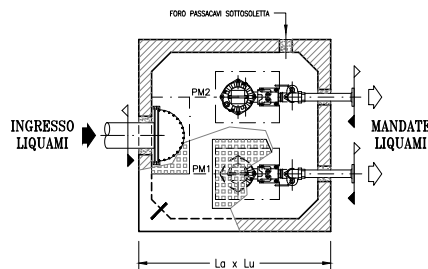 FORO PASSACAVI SOTTOSOLETTA
PM2
INGRESSO
LIQUAMI
MANDATE
LIQUAMI
PM1
La x Lu